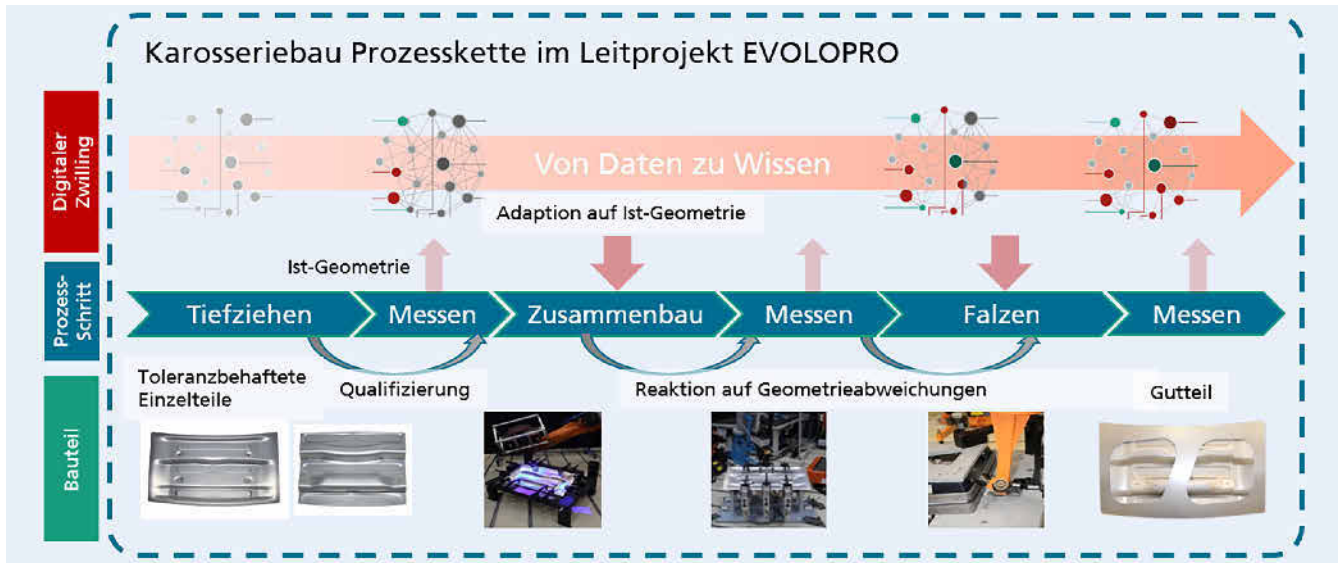 Karosseriebau Prozesskette im Leitprojekt EVOLOPRO
Digitaler
Zwilling
Von Daten zu Wissen
Adaption auf Ist-Geometrie
Ist-Geometrie
Prozess-
Schritt
Tiefziehen
Messen
Zusammenbau
Messen
Falzen
Messen
Bauteil
Toleranzbehaftete
Einzelteile
Qualifizierung
Reaktion auf Geometrieabweichungen
Gutteil